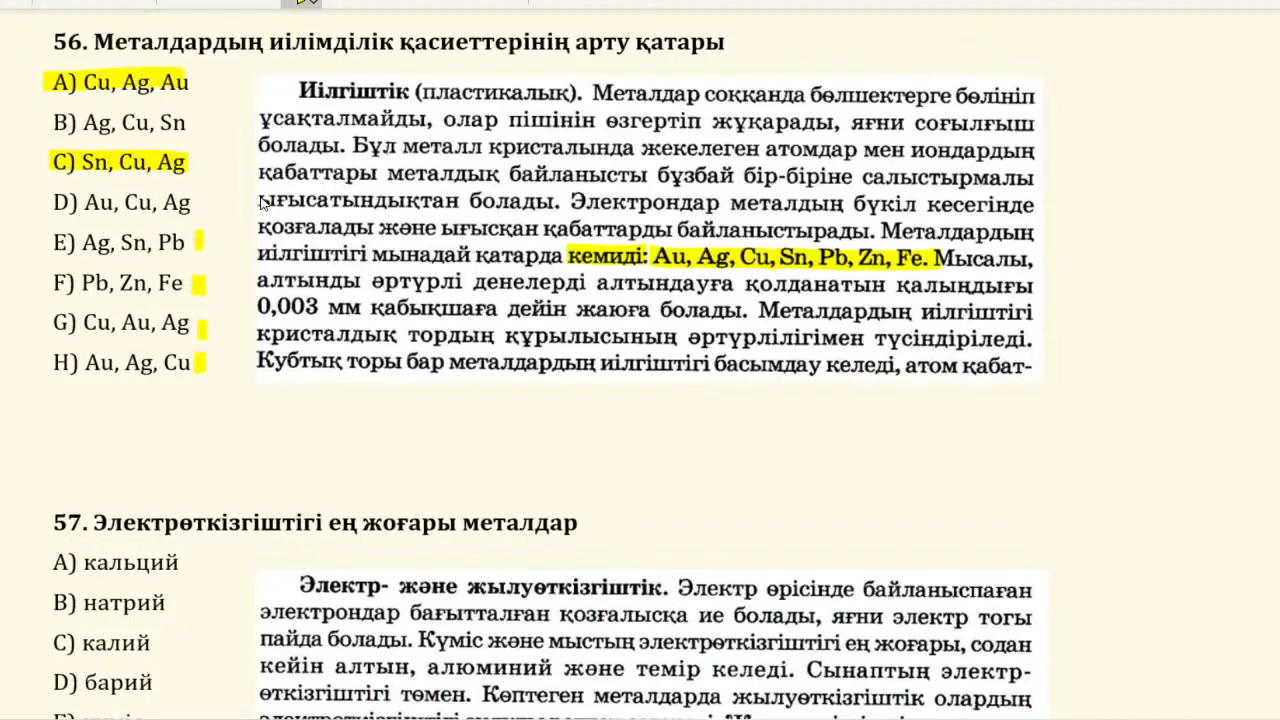 56. Металдардың иілімділік қасиеттерінің арту қатары
A) Cu, Ag, Au
B) Ag, Cu, Sn
C) Sn, Cu, Ag
D) Au, Cu, Ag
E) Ag, Sn, Pb
F) Pb, Zn, Fe
G) Cu, Au, Ag
H) Au, Ag, Cu
Иілгіштік (пластикалық). Металдар соққанда бөлшектерге бөлініп
ұсақталмайды, олар пішінін өзгертіп жұқарады, яғни соғылғыш
болады. Бұл металл кристалында жекелеген атомдар мен иондардың
қабаттары металдық байланысты бұзбай бір-біріне салыстырмалы
ығысатындықтан болады. Электрондар металдың бүкіл кесегінде
қозғалады және ығысқан қабаттарды байланыстырады. Металдардың
иілгіштігі мынадай қатарда кемиді: Au, Ag, Cu, Sn, Pb, Zn, Fe. Мысалы,
алтынды әртүрлі денелерді алтындауға қолданатын қалыңдығы
0,003 мм қабықшаға дейін жаюға болады. Металдардың иілгіштігі
кристалдық тордың құрылысының әртүрлілігімен түсіндіріледі.
Кубтық торы бар металдардың иілгіштігі басымдау келеді, атом қабат-
57. Электрөткізгіштігі ең жоғары металдар
A) кальций
B) натрий
C) калий
D) барий
Электр- және жылуөткізгіштік. Электр өрісінде байланыспаған
электрондар бағытталған қозғалысқа ие болады, яғни электр тогы
пайда болады. Күміс және мыстың электрөткізгіштігі ең жоғары, содан
кейін алтын, алюминий және темір келеді. Сынаптың электр-
өткізгіштігі төмен. Көптеген металдарда жылуөткізгіштік олардың